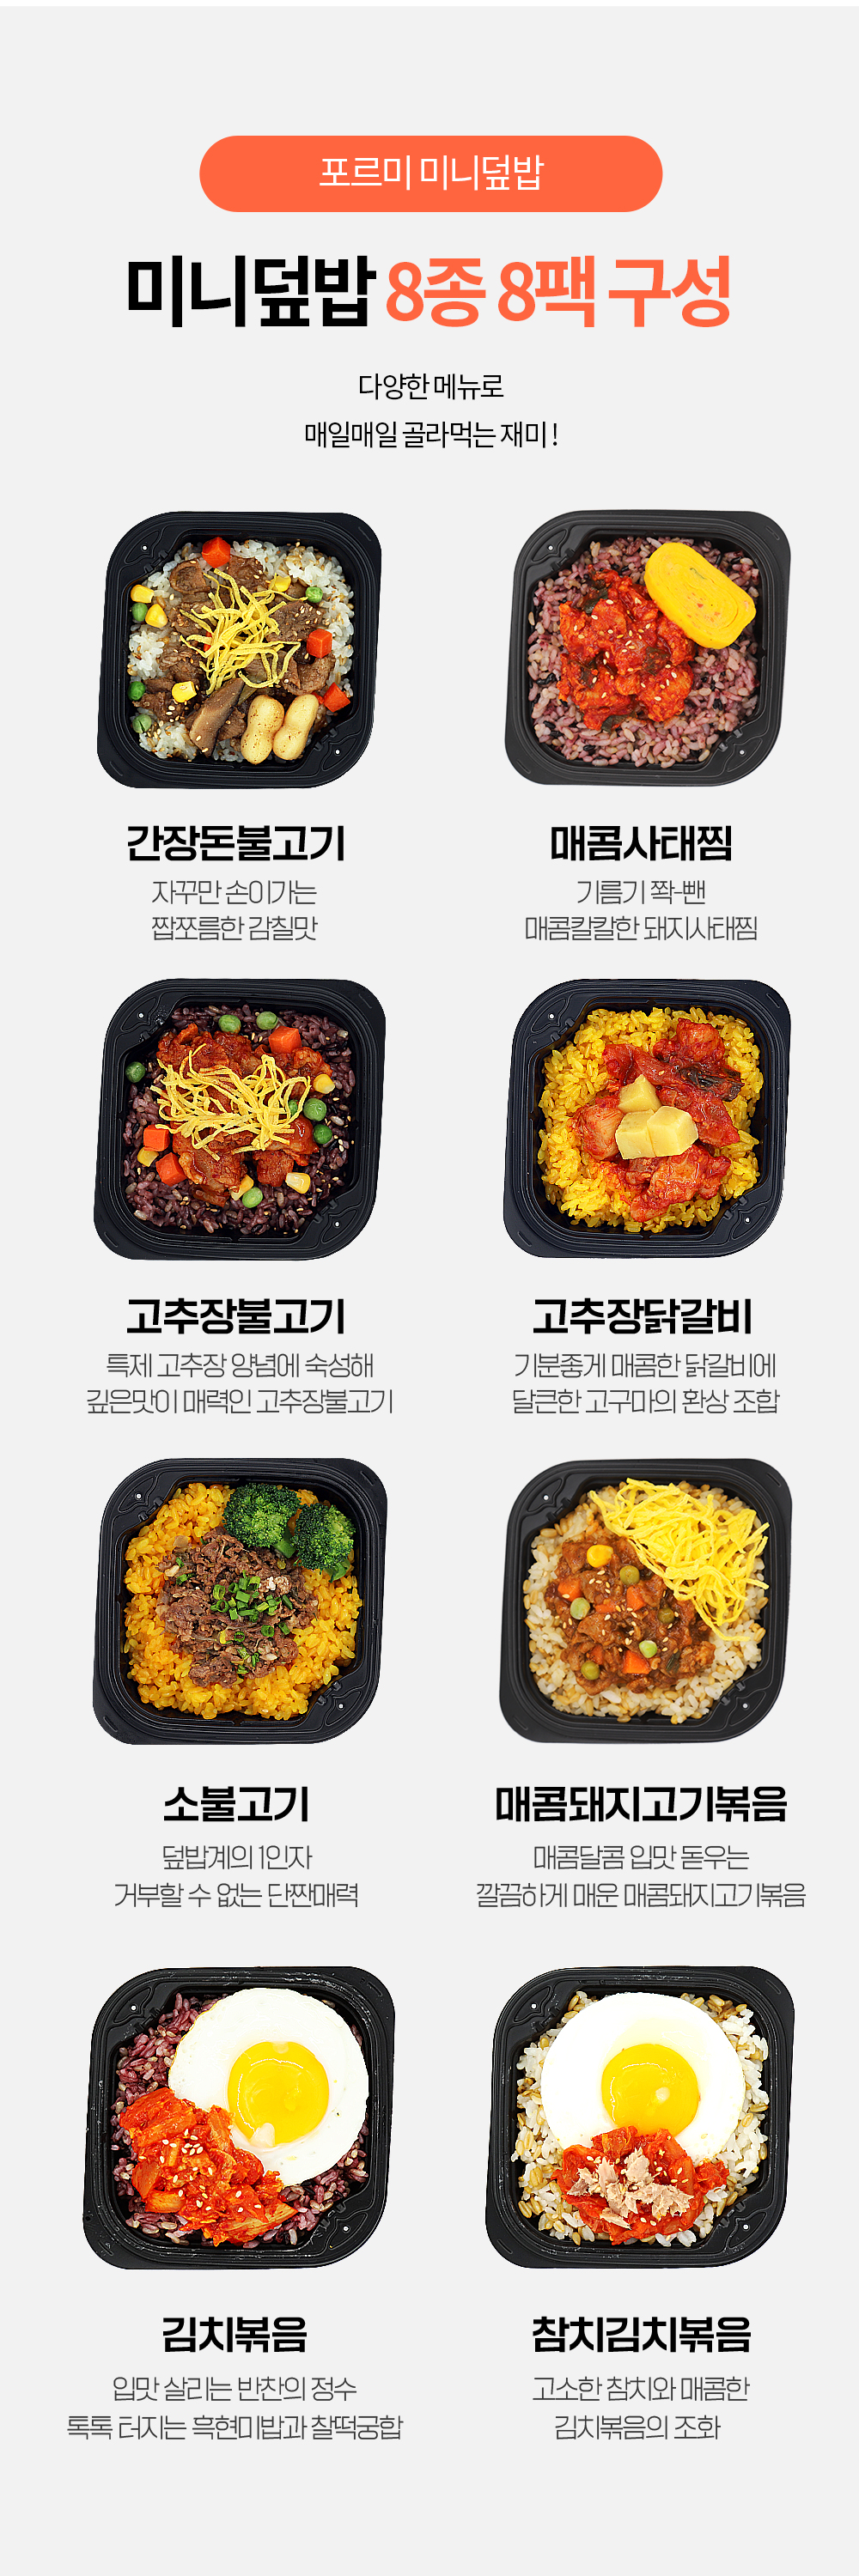 포르미 미니덮밥
미니덮밥 8종 8팩 구성
다양한 메뉴로
매일매일 골라먹는 재미 !
간장돈불고기
자꾸만 손이가는
짭쪼름한 감칠맛
매콤사태찜
기름기 쫙-뺀
매콤칼칼한 돼지사태찜
고추장불고기
특제 고추장 양념에 숙성해
깊은맛이 매력인 고추장불고기
고추장닭갈비
기분좋게 매콤한 닭갈비에
달큰한 고구마의 환상 조합
소불고기
덮밥계의 1인자
거부할 수 없는 단짠매력
매콤돼지고기볶음
매콤달콤 입맛 돋우는
깔끔하게 매운 매콤돼지고기볶음
김치볶음
입맛 살리는 반찬의 정수
톡톡 터지는 흑현미밥과 찰떡궁합
참치김치볶음
고소한 참치와 매콤한
김치볶음의 조화